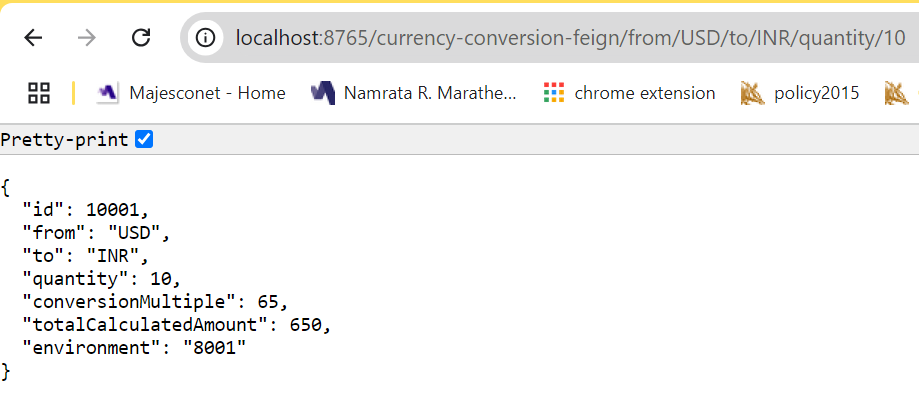 localhost:8765/currency-conversion-feign/from/USD/to/INR/quantity/10
Majesconet - Home Namrata R. Marathe... chrome extension policy2015
Pretty-print
{
"id": 10001,
"from": "USD",
"to": "INR",
"quantity": 10,
"conversionMultiple": 65,
"totalCalculatedAmount": 650,
"environment": "8001"
}